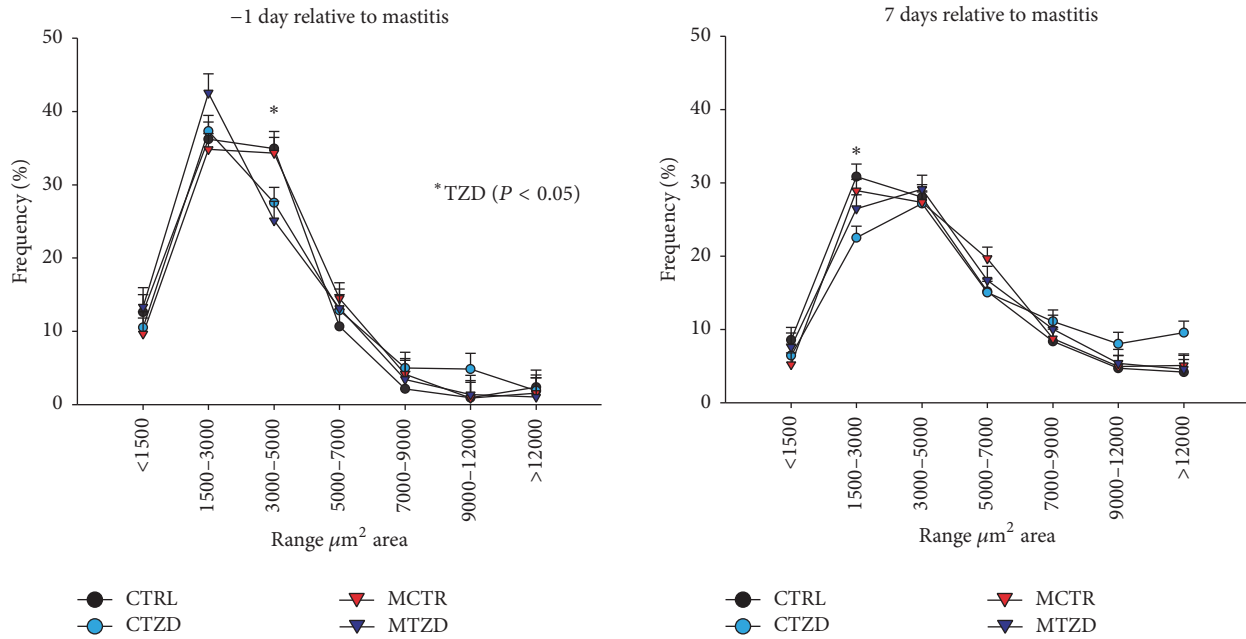 −1 day relative to mastitis
50
40
30
20
10
0
Frequency (%)
*
*TZD (P < 0.05)
<1500
1500–3000
3000–5000
5000–7000
7000–9000
9000–12000
>12000
Range μm² area
CTRL
CTZD
MCTR
MTZD
7 days relative to mastitis
50
40
30
20
10
0
Frequency (%)
*
<1500
1500–3000
3000–5000
5000–7000
7000–9000
9000–12000
>12000
Range μm² area
CTRL
CTZD
MCTR
MTZD